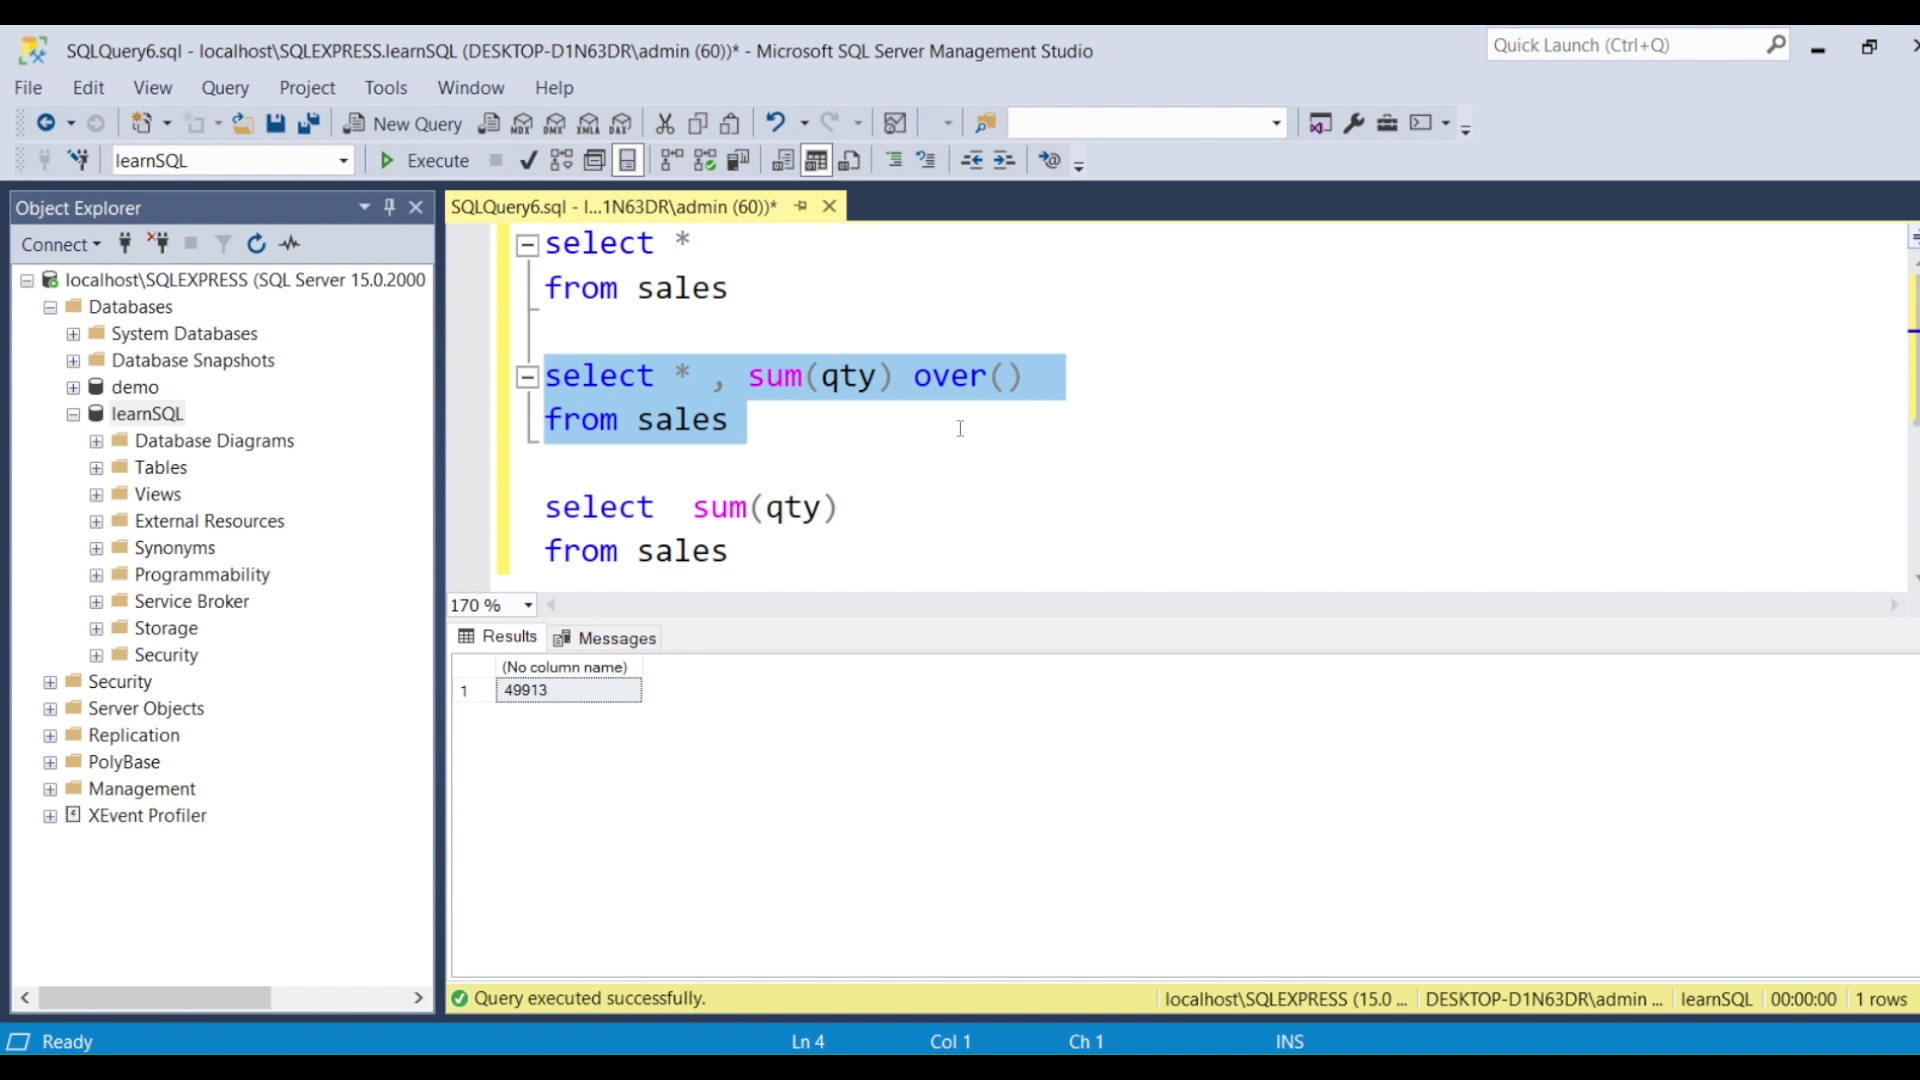 SQLQuery6.sql - localhost\SQLEXPRESS.learnSQL (DESKTOP-D1N63DR\admin (60))* - Microsoft SQL Server Management Studio
Quick Launch (Ctrl+Q)
File Edit View Query Project Tools Window Help
New Query MDX DMX XMLA DAX
learnSQL Execute
Object Explorer
SQLQuery6.sql - l...1N63DR\admin (60))*
Connect
localhost\SQLEXPRESS (SQL Server 15.0.2000
Databases
System Databases
Database Snapshots
demo
learnSQL
Database Diagrams
Tables
Views
External Resources
Synonyms
Programmability
Service Broker
Storage
Security
Security
Server Objects
Replication
PolyBase
Management
XEvent Profiler
select *
from sales
select * , sum(qty) over()
from sales
select  sum(qty)
from sales
170 %
Results Messages
(No column name)
1 49913
Query executed successfully.
localhost\SQLEXPRESS (15.0 ... DESKTOP-D1N63DR\admin ... learnSQL 00:00:00 1 rows
Ready Ln 4 Col 1 Ch 1 INS